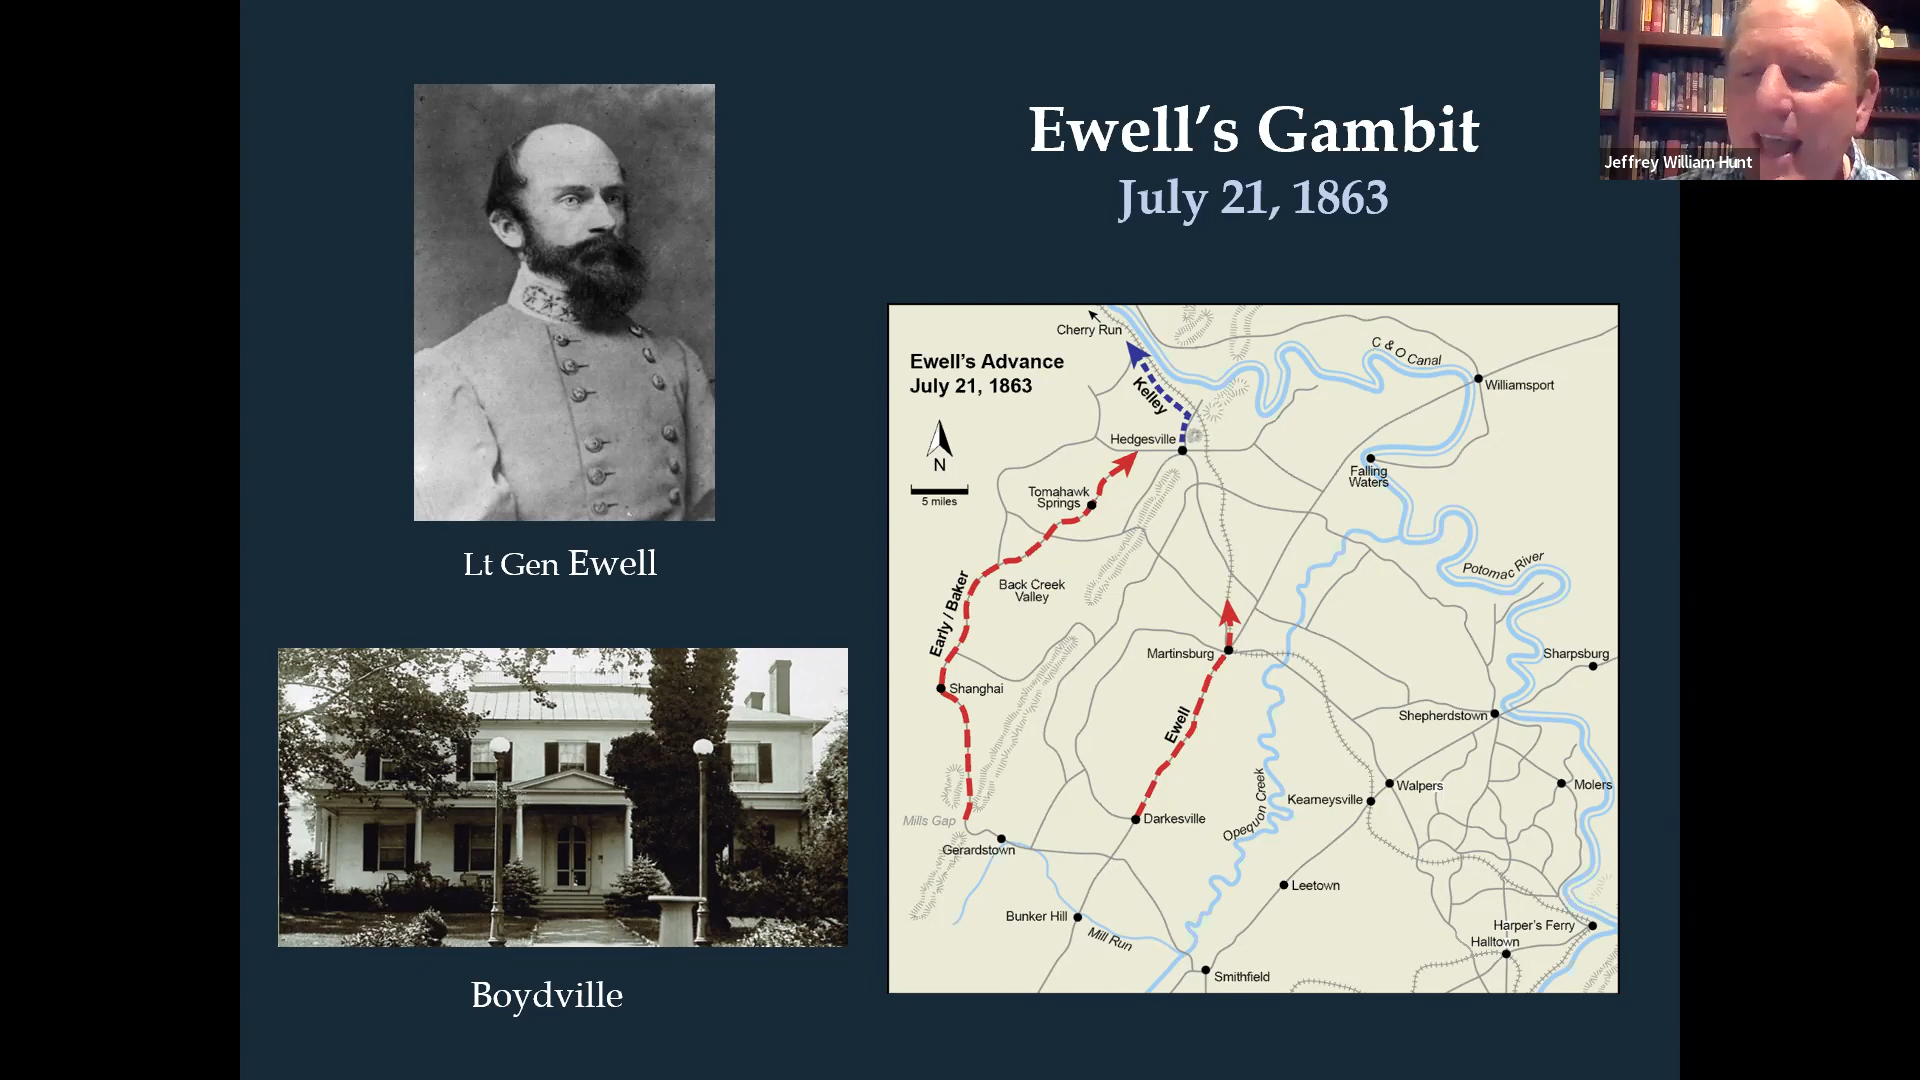 Ewell's Gambit
July 21, 1863
Jeffrey William Hunt
Lt Gen Ewell
Boydville
Ewell's Advance
July 21, 1863
N
5 miles
Cherry Run
Kelley
C & O Canal
Williamsport
Hedgesville
Falling
Waters
Tomahawk
Springs
Potomac River
Back Creek
Valley
Early / Baker
Martinsburg
Sharpsburg
Shanghai
Ewell
Shepherdstown
Opequon Creek
Walpers
Molers
Kearneysville
Mills Gap
Darkesville
Gerardstown
Leetown
Bunker Hill
Mill Run
Harper's Ferry
Halltown
Smithfield